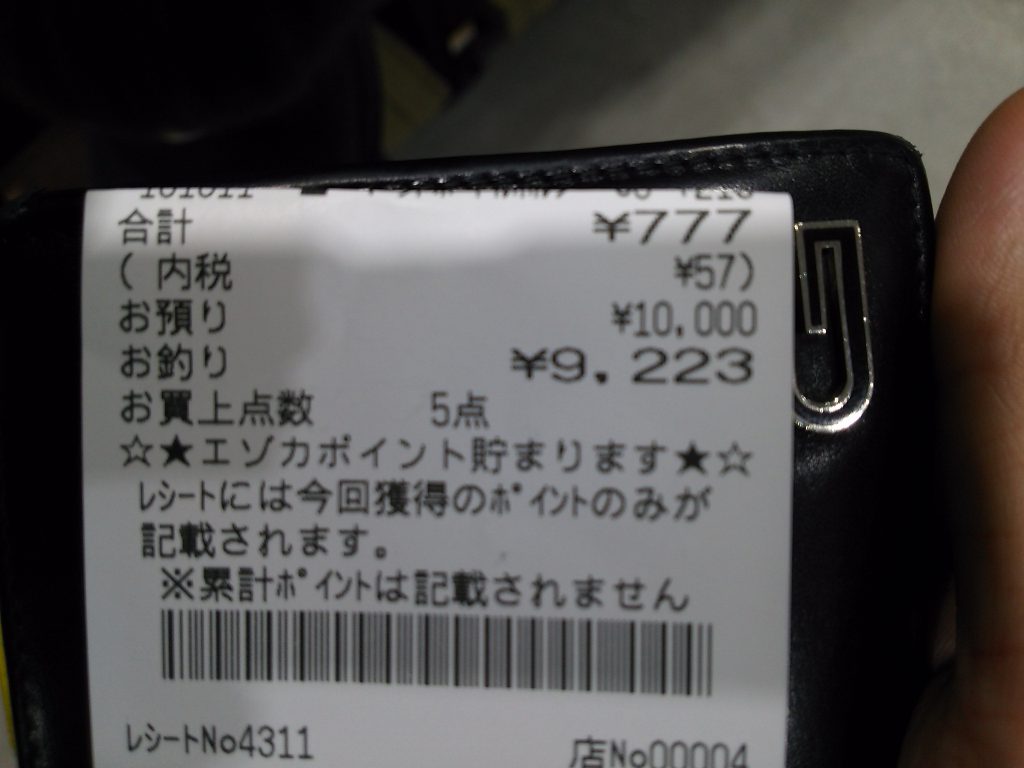 合計 ¥777
(内税 ¥57)
お預り ¥10,000
お釣り ¥9,223
お買上点数 5点
☆★エゾカポイント貯まります★☆
ﾚｼｰﾄには今回獲得のﾎﾟｲﾝﾄのみが
記載されます。
※累計ﾎﾟｲﾝﾄは記載されません
ﾚｼｰﾄNo4311 店No00004